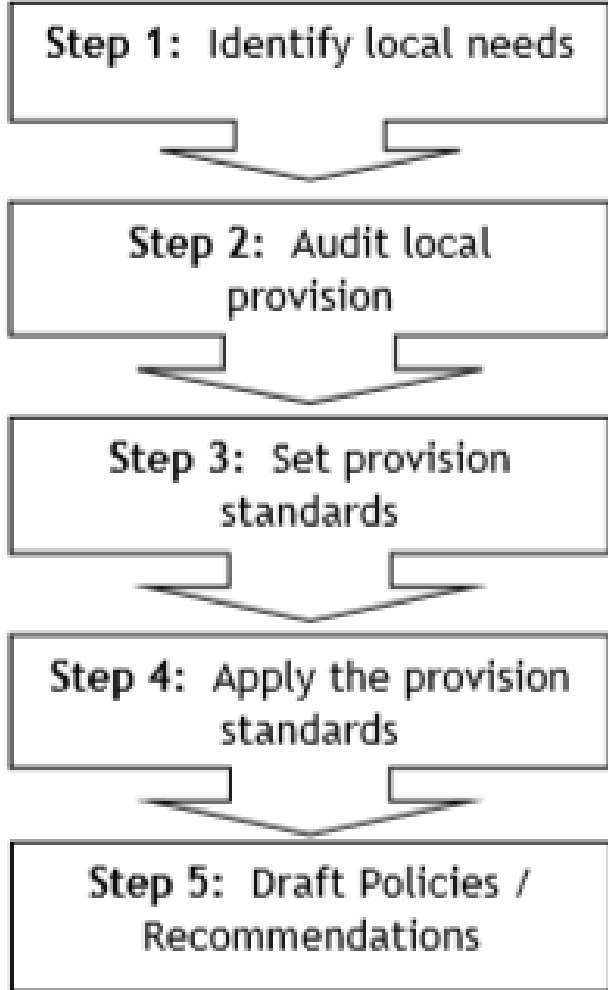 Step 1: Identify local needs
Step 2: Audit local
provision
Step 3: Set provision
standards
Step 4: Apply the provision
standards
Step 5: Draft Policies /
Recommendations